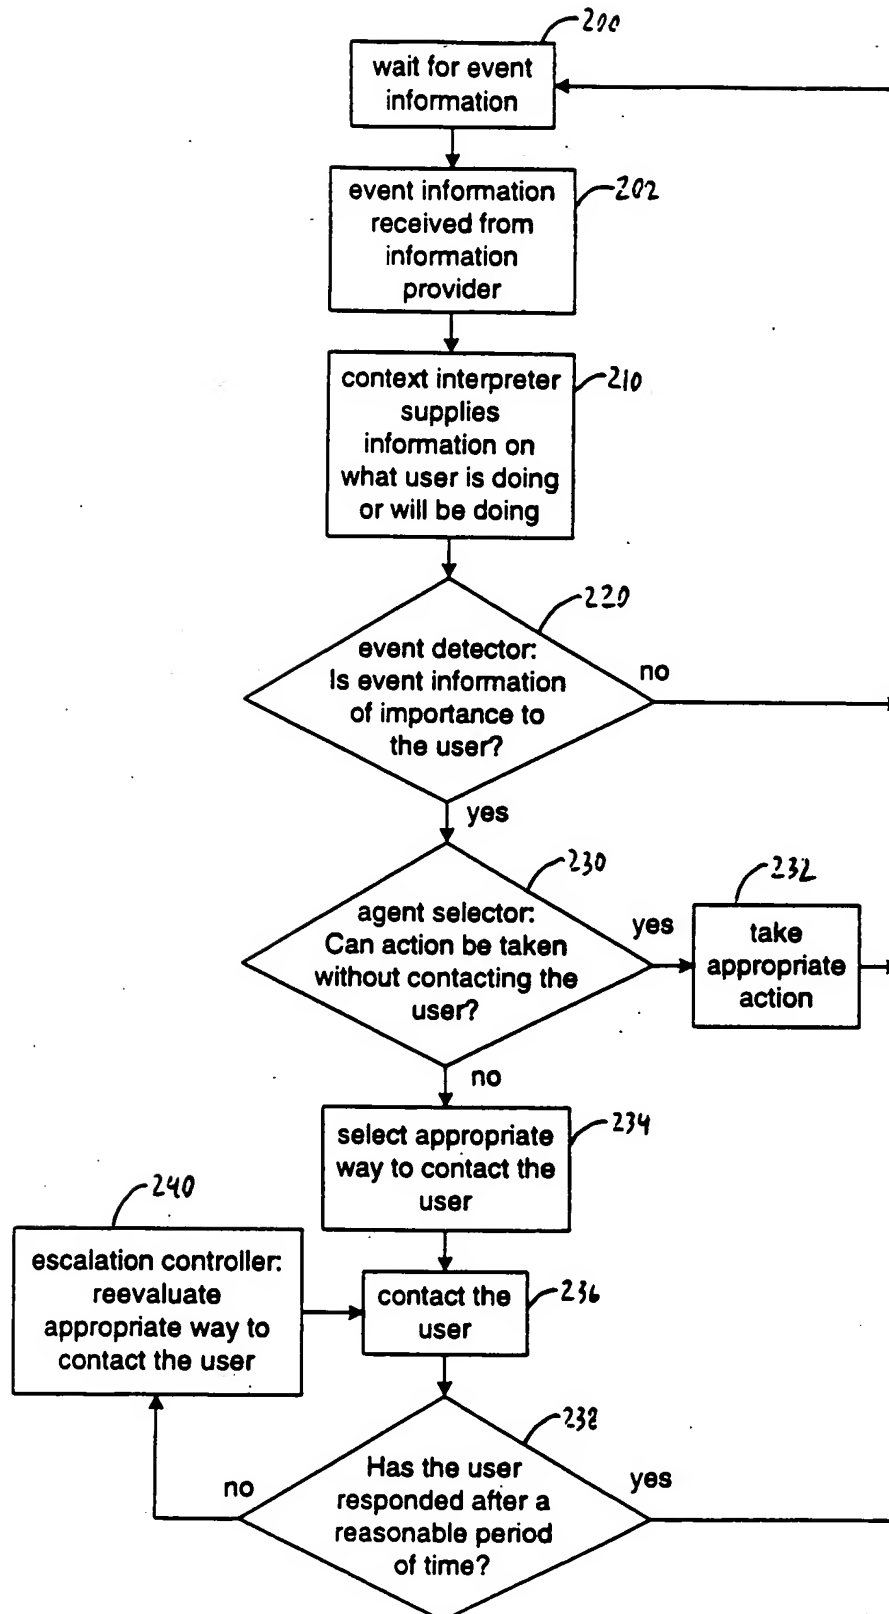 200
wait for event
information
202
event information
received from
information
provider
210
context interpreter
supplies
information on
what user is doing
or will be doing
220
event detector:
Is event information
of importance to
the user?
no
yes
230
agent selector:
Can action be taken
without contacting the
user?
yes
232
take
appropriate
action
no
234
select appropriate
way to contact the
user
240
escalation controller:
reevaluate
appropriate way to
contact the user
contact the
user
236
238
Has the user
responded after a
reasonable period
of time?
no
yes